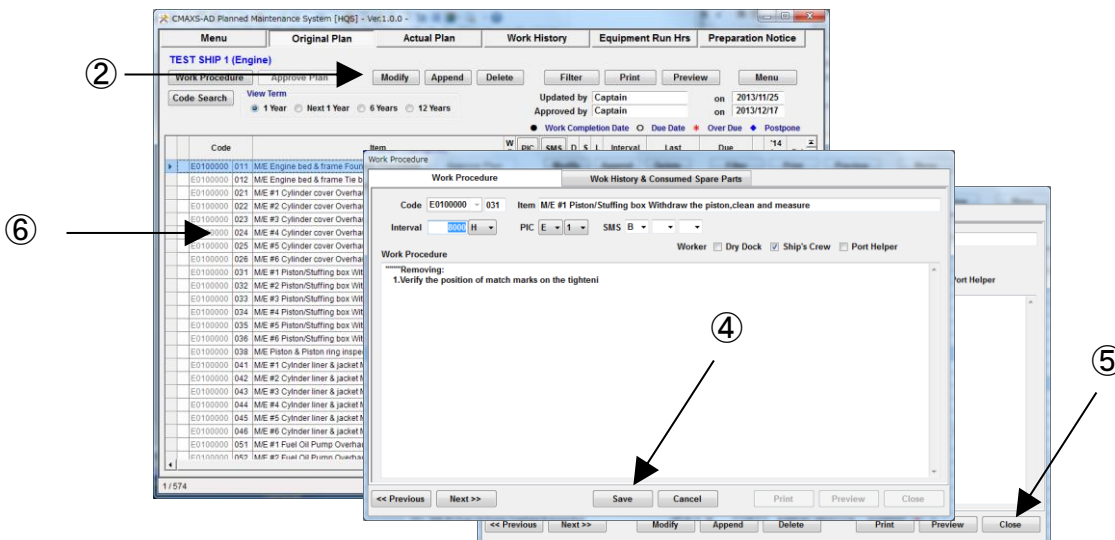 CMAXS-AD Planned Maintenance System [HQS] - Ver.1.0.0 -
Menu Original Plan Actual Plan Work History Equipment Run Hrs Preparation Notice
TEST SHIP 1 (Engine)
②
Work Procedure Approve Plan Modify Append Delete Filter Print Preview Menu
Code Search View Term Updated by Captain on 2013/11/25
1 Year Next 1 Year 6 Years 12 Years Approved by Captain on 2013/12/17
Work Completion Date Due Date Over Due Postpone
Code Item W PIC SMS D S L Interval Last Due '14
E0100000 011 M/E Engine bed & frame Foun
E0100000 012 M/E Engine bed & frame Tie b
E0100000 021 M/E #1 Cylinder cover Overha
E0100000 022 M/E #2 Cylinder cover Overha
E0100000 023 M/E #3 Cylinder cover Overha
⑥
E0100000 024 M/E #4 Cylinder cover Overha
E0100000 025 M/E #5 Cylinder cover Overha
E0100000 026 M/E #6 Cylinder cover Overha
E0100000 031 M/E #1 Piston/Stuffing box Wit
E0100000 032 M/E #2 Piston/Stuffing box Wit
E0100000 033 M/E #3 Piston/Stuffing box Wit
E0100000 034 M/E #4 Piston/Stuffing box Wit
E0100000 035 M/E #5 Piston/Stuffing box Wit
E0100000 036 M/E #6 Piston/Stuffing box Wit
E0100000 038 M/E Piston & Piston ring inspe
E0100000 041 M/E #1 Cylnder liner & jacket M
E0100000 042 M/E #2 Cylnder liner & jacket M
E0100000 043 M/E #3 Cylnder liner & jacket M
E0100000 044 M/E #4 Cylnder liner & jacket M
E0100000 045 M/E #5 Cylnder liner & jacket M
E0100000 046 M/E #6 Cylnder liner & jacket M
E0100000 051 M/E #1 Fuel Oil Pump Overhau
E0100000 052 M/E #2 Fuel Oil Pump Overhau
1 / 574
Work Procedure
Work Procedure Wok History & Consumed Spare Parts
Code E0100000 - 031 Item M/E #1 Piston/Stuffing box Withdraw the piston,clean and measure
Interval 8000 H PIC E 1 SMS B
Worker Dry Dock Ship's Crew Port Helper
Work Procedure
""""Removing:
1.Verify the position of match marks on the tighteni
④
<< Previous Next >> Save Cancel Print Preview Close
Port Helper
⑤
<< Previous Next >> Modify Append Delete Print Preview Close